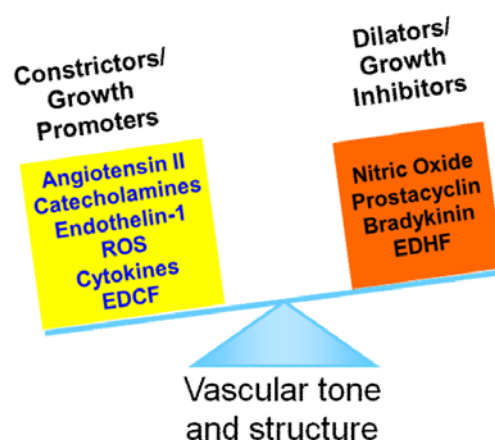 Constrictors/
Growth
Promoters
Angiotensin II
Catecholamines
Endothelin-1
ROS
Cytokines
EDCF
Dilators/
Growth
Inhibitors
Nitric Oxide
Prostacyclin
Bradykinin
EDHF
Vascular tone
and structure